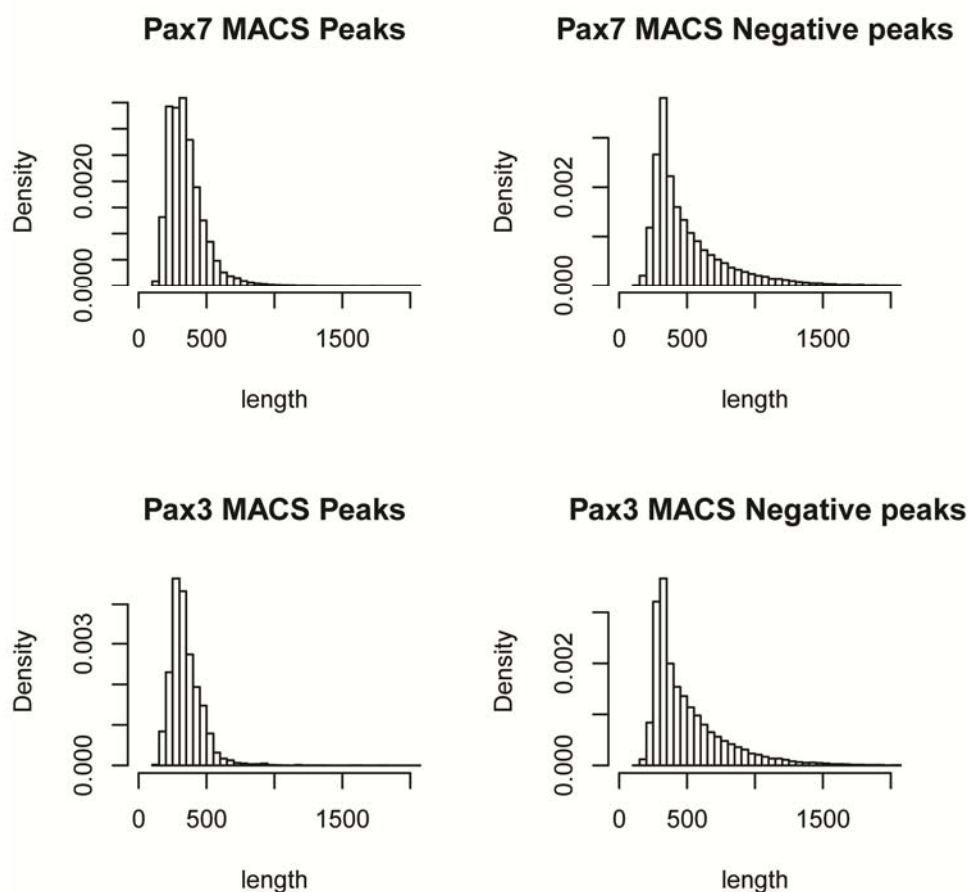 Pax7 MACS Peaks
Density
0.0000
0.0020
0
500
1500
length
Pax7 MACS Negative peaks
Density
0.000
0.002
0
500
1500
length
Pax3 MACS Peaks
Density
0.000
0.003
0
500
1500
length
Pax3 MACS Negative peaks
Density
0.000
0.002
0
500
1500
length